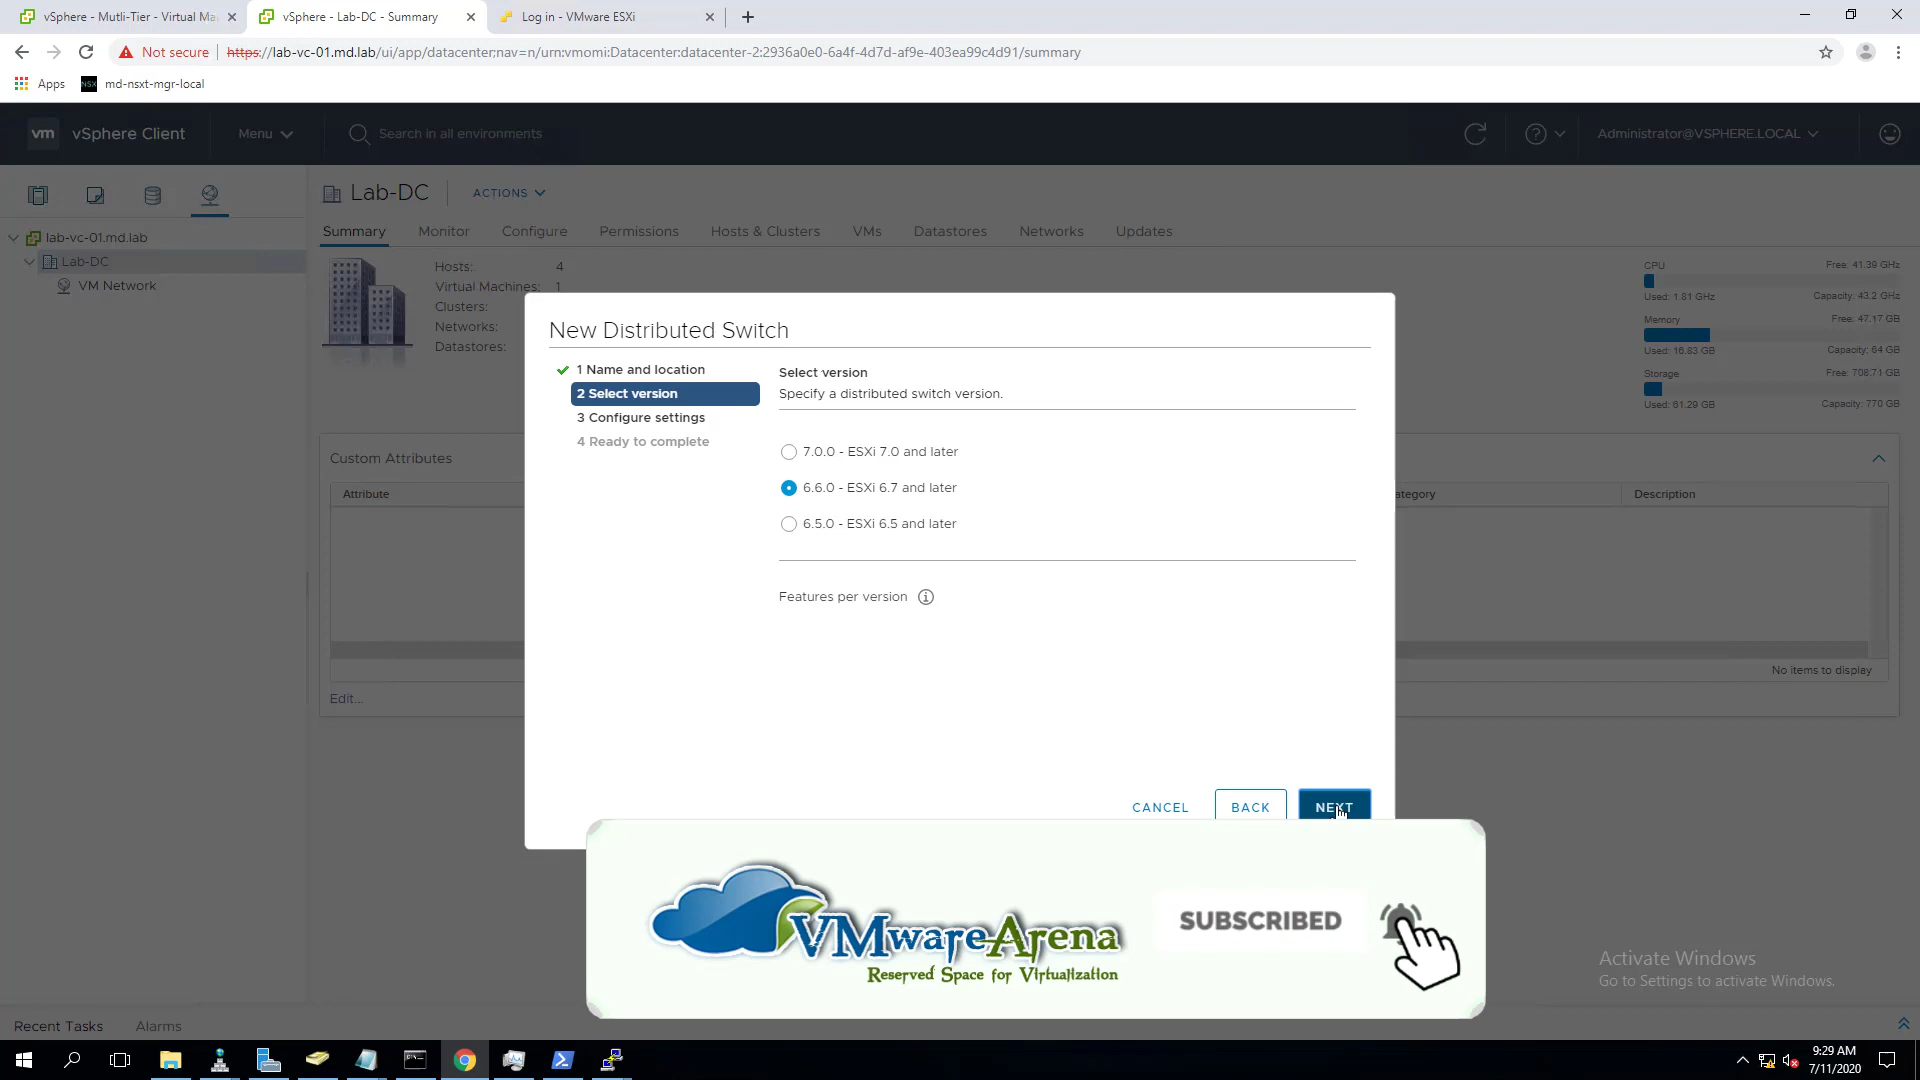 vSphere - Mutli-Tier - Virtual Ma
vSphere - Lab-DC - Summary
Log in - VMware ESXi
Not secure
https://lab-vc-01.md.lab/ui/app/datacenter;nav=n/urn:vmomi:Datacenter:datacenter-2:2936a0e0-6a4f-4d7d-af9e-403ea99c4d91/summary
Apps
NSX
md-nsxt-mgr-local
vm
vSphere Client
Menu
Search in all environments
Administrator@VSPHERE.LOCAL
Lab-DC
ACTIONS
lab-vc-01.md.lab
Lab-DC
VM Network
Summary
Monitor
Configure
Permissions
Hosts & Clusters
VMs
Datastores
Networks
Updates
Hosts: 4
Virtual Machines: 1
Clusters:
Networks:
Datastores:
CPU
Free: 41.39 GHz
Used: 1.81 GHz
Capacity: 43.2 GHz
Memory
Free: 47.17 GB
Used: 16.83 GB
Capacity: 64 GB
Storage
Free: 708.71 GB
Used: 61.29 GB
Capacity: 770 GB
Custom Attributes
Attribute
ategory
Description
No items to display
Edit...
New Distributed Switch
1 Name and location
2 Select version
3 Configure settings
4 Ready to complete
Select version
Specify a distributed switch version.
7.0.0 - ESXi 7.0 and later
6.6.0 - ESXi 6.7 and later
6.5.0 - ESXi 6.5 and later
Features per version
CANCEL
BACK
NEXT
VMwareArena
Reserved Space for Virtualization
SUBSCRIBED
Activate Windows
Go to Settings to activate Windows.
Recent Tasks
Alarms
9:29 AM
7/11/2020